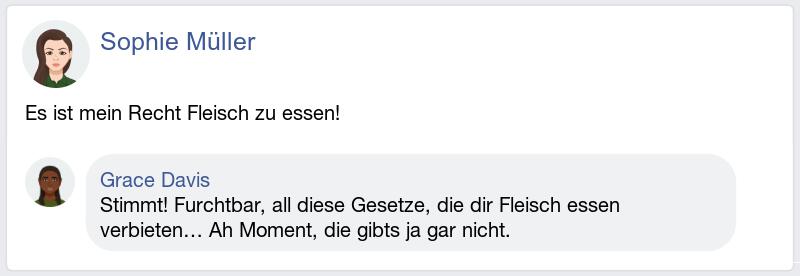 Sophie Müller
Es ist mein Recht Fleisch zu essen!
Grace Davis
Stimmt! Furchtbar, all diese Gesetze, die dir Fleisch essen
verbieten… Ah Moment, die gibts ja gar nicht.